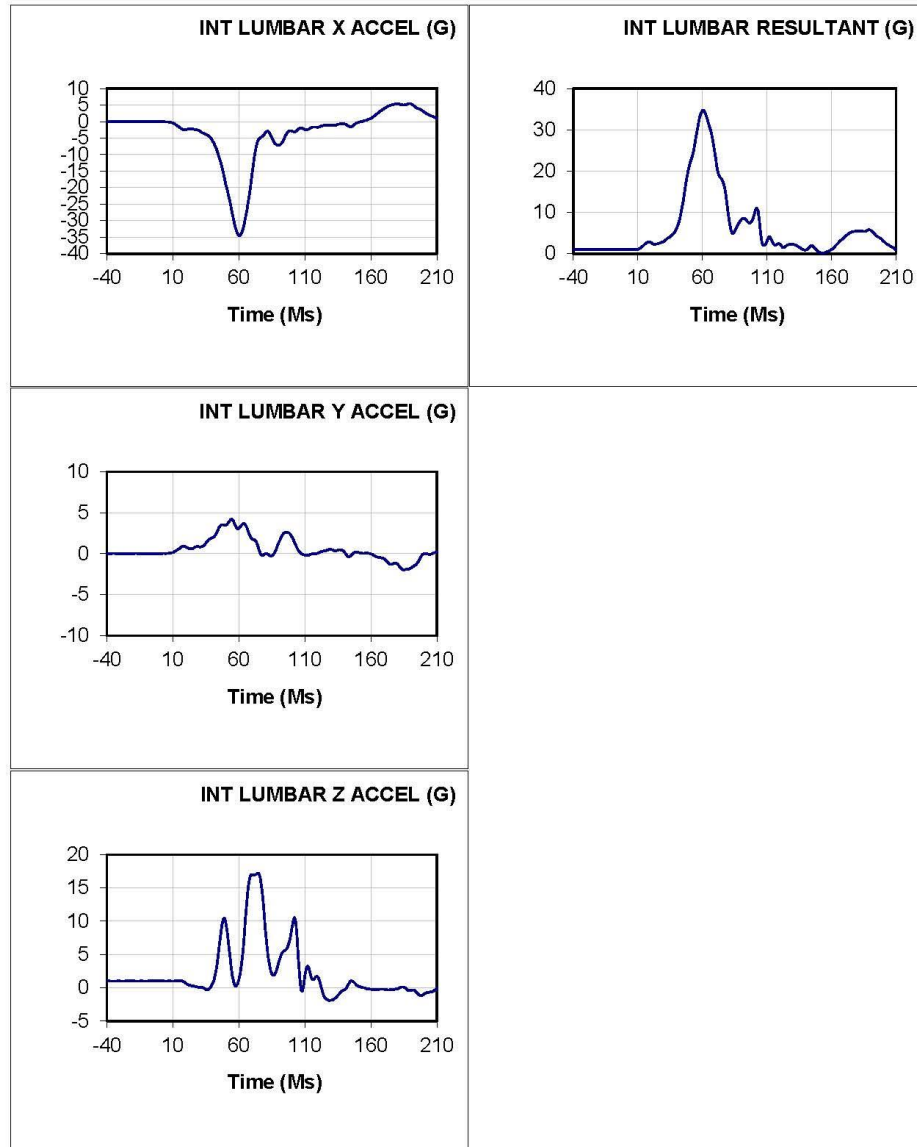 INT LUMBAR X ACCEL (G)
10
5
0
-5
-10
-15
-20
-25
-30
-35
-40
-40 10 60 110 160 210
Time (Ms)
INT LUMBAR RESULTANT (G)
40
30
20
10
0
-40 10 60 110 160 210
Time (Ms)
INT LUMBAR Y ACCEL (G)
10
5
0
-5
-10
-40 10 60 110 160 210
Time (Ms)
INT LUMBAR Z ACCEL (G)
20
15
10
5
0
-5
-40 10 60 110 160 210
Time (Ms)